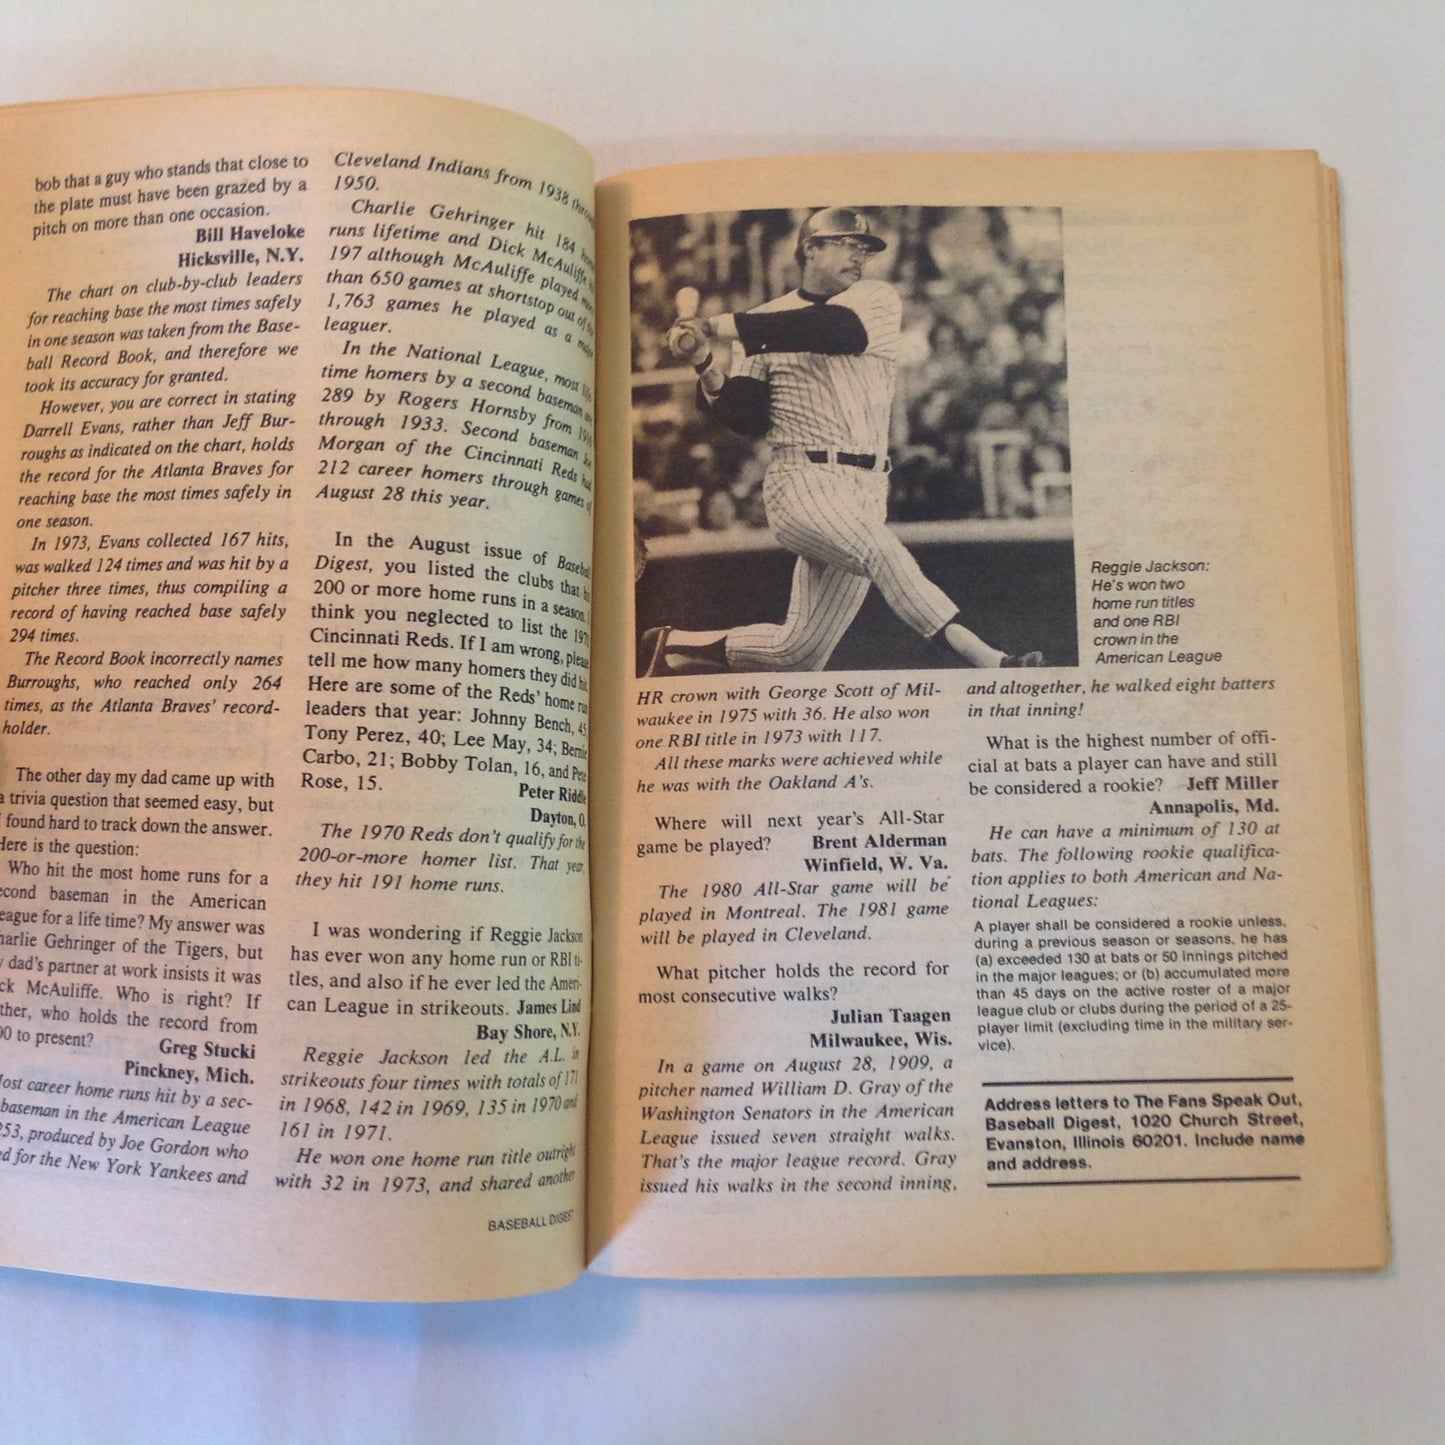 bob that a guy who stands that close to
the plate must have been grazed by a
pitch on more than one occasion.
Bill Haveloke
Hicksville, N.Y.
The chart on club-by-club leaders
for reaching base the most times safely
in one season was taken from the Base-
ball Record Book, and therefore we
took its accuracy for granted.
However, you are correct in stating
Darrell Evans, rather than Jeff Bur-
roughs as indicated on the chart, holds
the record for the Atlanta Braves for
reaching base the most times safely in
one season.
In 1973, Evans collected 167 hits,
was walked 124 times and was hit by a
pitcher three times, thus compiling a
record of having reached base safely
294 times.
The Record Book incorrectly names
Burroughs, who reached only 264
times, as the Atlanta Braves' record-
holder.
The other day my dad came up with
a trivia question that seemed easy, but
found hard to track down the answer.
Here is the question:
Who hit the most home runs for a
second baseman in the American
League for a life time? My answer was
Charlie Gehringer of the Tigers, but
dad's partner at work insists it was
McAuliffe. Who is right? If
who holds the record from
to present?
Greg Stucki
Pinckney, Mich.
Most career home runs hit by a sec-
baseman in the American League
253, produced by Joe Gordon who
for the New York Yankees and
Cleveland Indians from 1938 through
1950.
Charlie Gehringer hit 184 home
runs lifetime and Dick McAuliffe
197 although McAuliffe played more
than 650 games at shortstop out of the
1,763 games he played as a major
leaguer.
In the National League, most
time homers by a second baseman
289 by Rogers Hornsby from
through 1933. Second baseman Joe
Morgan of the Cincinnati Reds had
212 career homers through games of
August 28 this year.
In the August issue of Baseball
Digest, you listed the clubs that hit
200 or more home runs in a season. I
think you neglected to list the 1970
Cincinnati Reds. If I am wrong, please
tell me how many homers they did hit.
Here are some of the Reds' home run
leaders that year: Johnny Bench, 45;
Tony Perez, 40; Lee May, 34; Bernie
Carbo, 21; Bobby Tolan, 16, and Pete
Rose, 15.
Peter Riddle
Dayton, O.
The 1970 Reds don't qualify for the
200-or-more homer list. That year,
they hit 191 home runs.
I was wondering if Reggie Jackson
has ever won any home run or RBI ti-
tles, and also if he ever led the Ameri-
can League in strikeouts. James Lind
Bay Shore, N.Y.
Reggie Jackson led the A.L. in
strikeouts four times with totals of 171
in 1968, 142 in 1969, 135 in 1970 and
161 in 1971.
He won one home run title outright
with 32 in 1973, and shared another
BASEBALL DIGEST
Reggie Jackson:
He's won two
home run titles
and one RBI
crown in the
American League
HR crown with George Scott of Mil-
waukee in 1975 with 36. He also won
one RBI title in 1973 with 117.
All these marks were achieved while
he was with the Oakland A's.
Where will next year's All-Star
game be played? Brent Alderman
Winfield, W. Va.
The 1980 All-Star game will be
played in Montreal. The 1981 game
will be played in Cleveland.
What pitcher holds the record for
most consecutive walks?
Julian Taagen
Milwaukee, Wis.
In a game on August 28, 1909, a
pitcher named William D. Gray of the
Washington Senators in the American
League issued seven straight walks.
That's the major league record. Gray
issued his walks in the second inning,
and altogether, he walked eight batters
in that inning!
What is the highest number of offi-
cial at bats a player can have and still
be considered a rookie? Jeff Miller
Annapolis, Md.
He can have a minimum of 130 at
bats. The following rookie qualifica-
tion applies to both American and Na-
tional Leagues:
A player shall be considered a rookie unless,
during a previous season or seasons, he has
(a) exceeded 130 at bats or 50 innings pitched
in the major leagues; or (b) accumulated more
than 45 days on the active roster of a major
league club or clubs during the period of a 25-
player limit (excluding time in the military ser-
vice).
Address letters to The Fans Speak Out,
Baseball Digest, 1020 Church Street,
Evanston, Illinois 60201. Include name
and address.